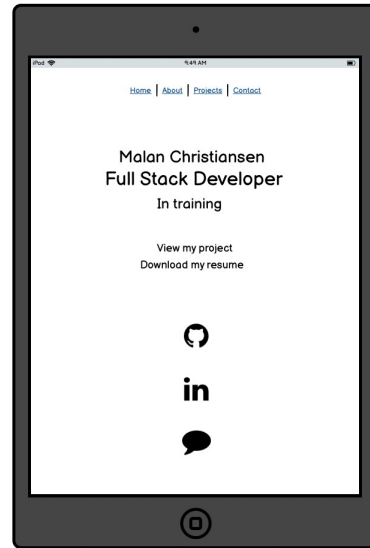 iPad 9:49 AM
Home | About | Projects | Contact
Malan Christiansen
Full Stack Developer
In training
View my project
Download my resume
in